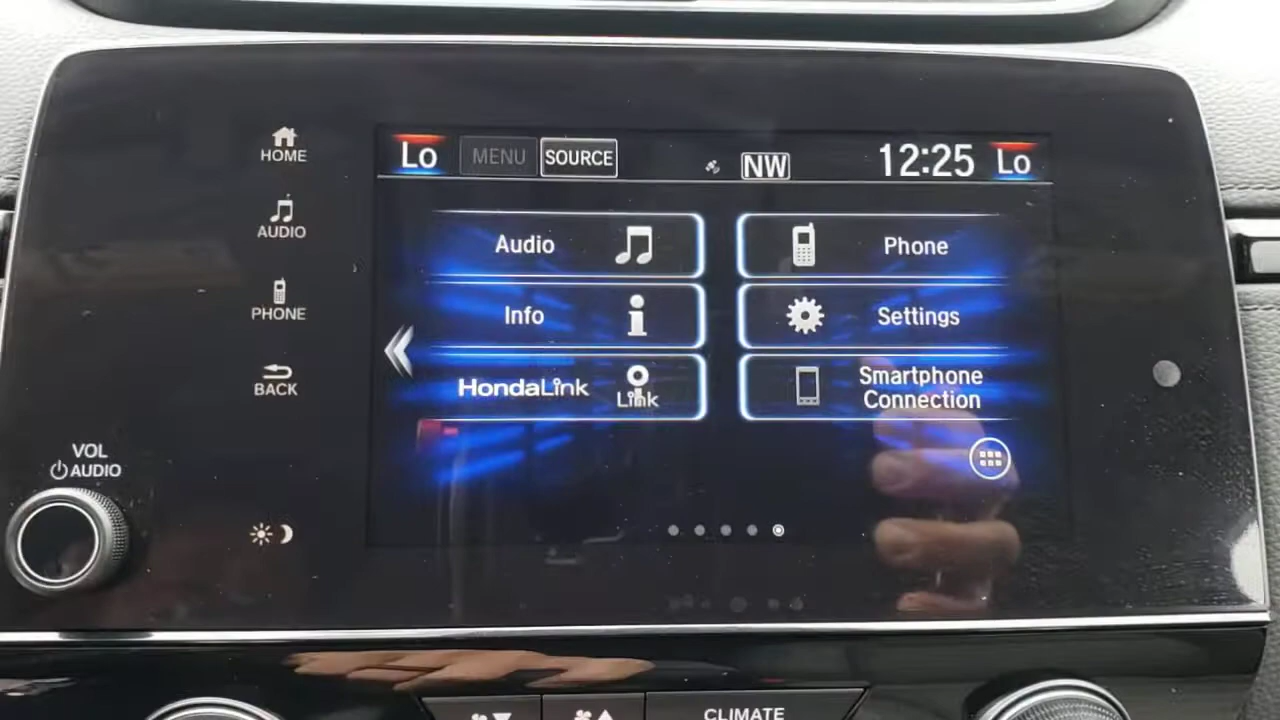 HOME
AUDIO
PHONE
BACK
VOL
AUDIO
Lo
MENU
SOURCE
NW
12:25
Lo
Audio
Phone
Info
Settings
HondaLink
Link
Smartphone
Connection
CLIMATE